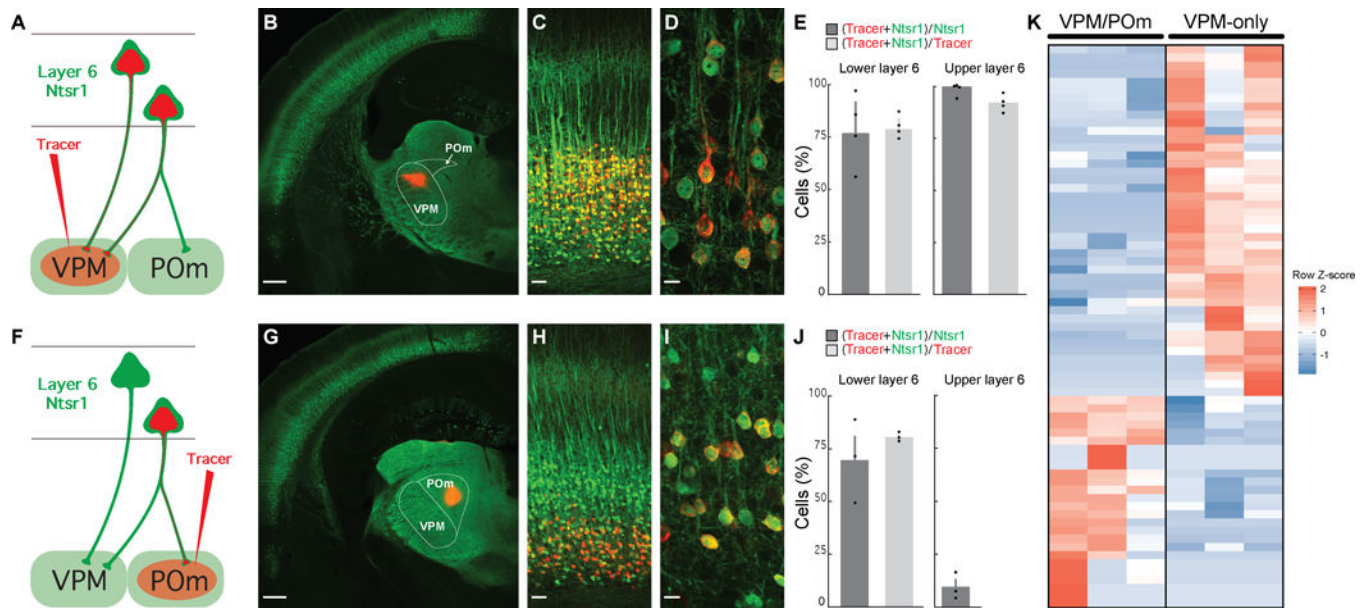 A
Layer 6
Ntsr1
Tracer
VPM
POm
B
POm
VPM
C
D
E
(Tracer+Ntsr1)/Ntsr1
(Tracer+Ntsr1)/Tracer
Lower layer 6
Upper layer 6
100
75
50
25
0
Cells (%)
F
Layer 6
Ntsr1
Tracer
VPM
POm
G
POm
VPM
H
I
J
(Tracer+Ntsr1)/Ntsr1
(Tracer+Ntsr1)/Tracer
Lower layer 6
Upper layer 6
100
75
50
25
0
Cells (%)
K
VPM/POm
VPM-only
Row Z-score
2
1
0
-1